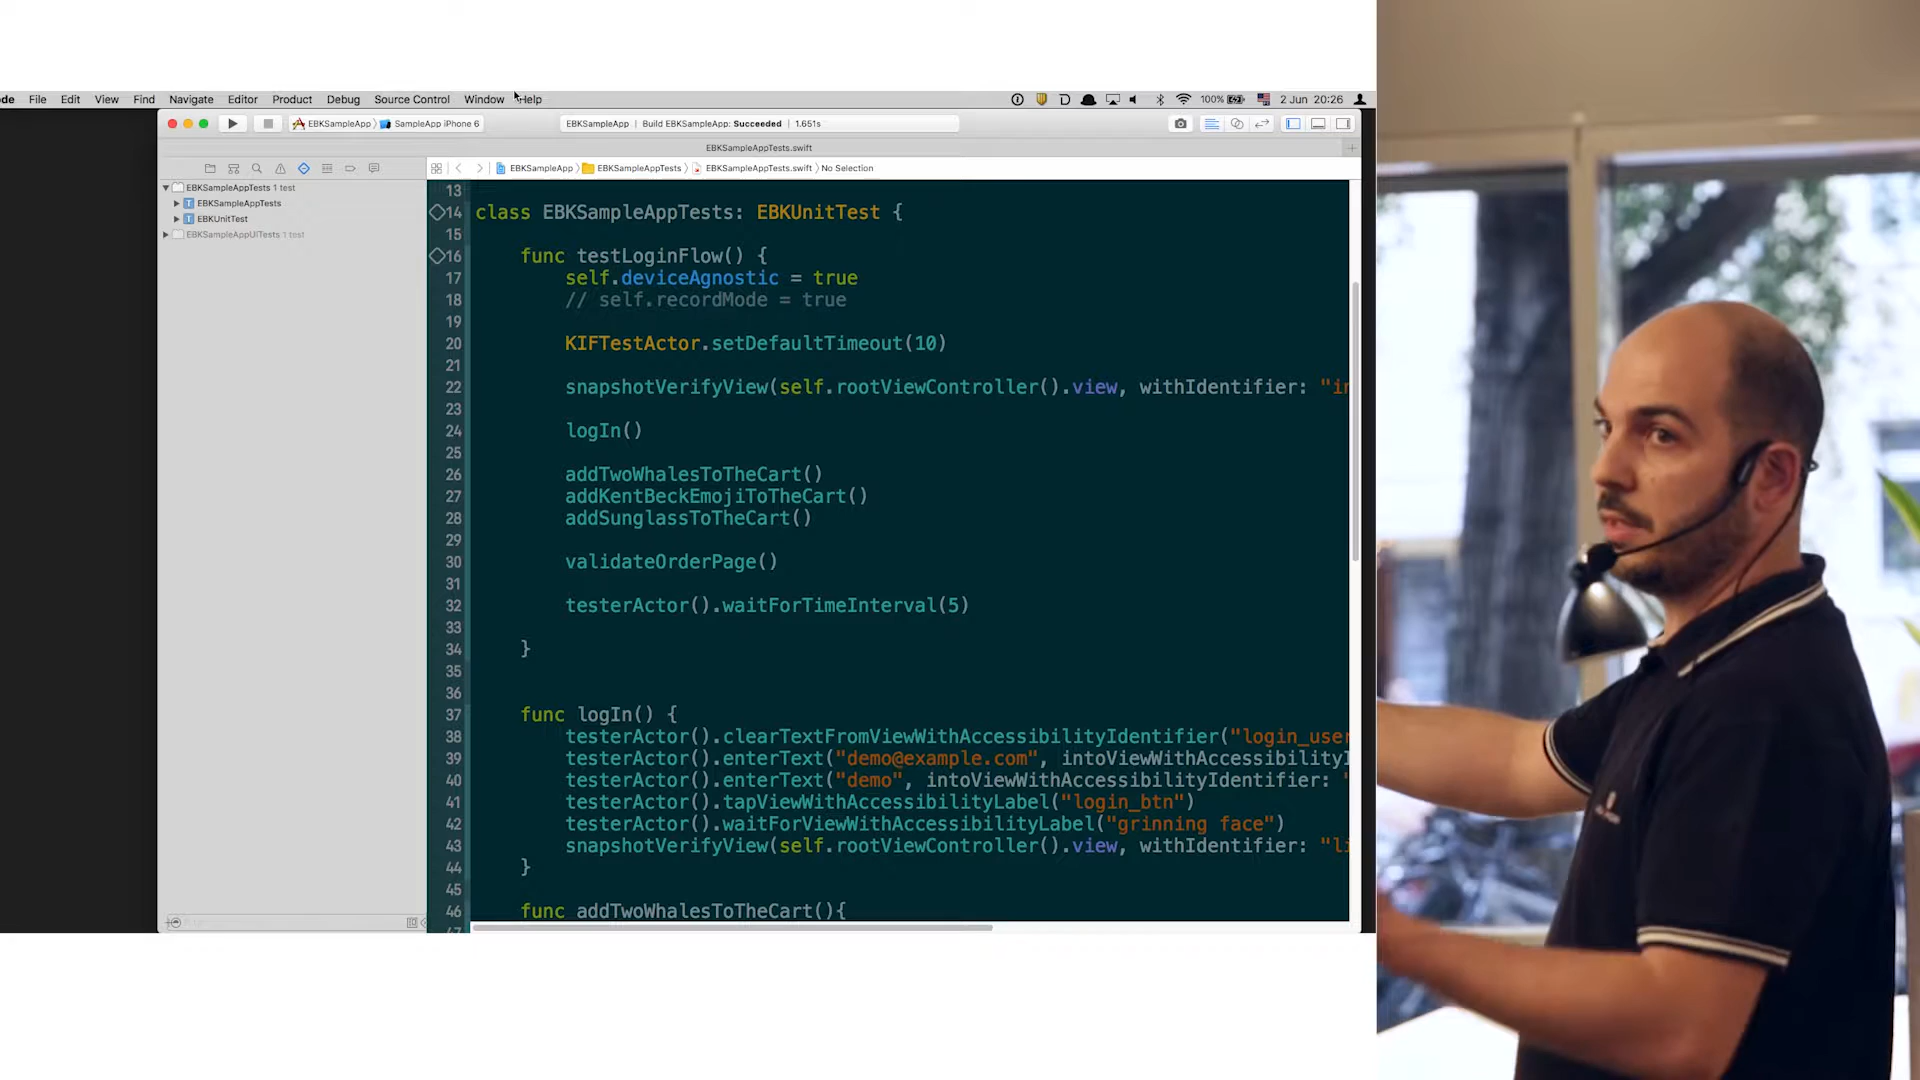 ode File Edit View Find Navigate Editor Product Debug Source Control Window Help 100% 2 Jun 20:26
EBKSampleApp SampleApp iPhone 6 EBKSampleApp | Build EBKSampleApp: Succeeded | 1.651s
EBKSampleAppTests.swift
EBKSampleApp EBKSampleAppTests EBKSampleAppTests.swift No Selection
EBKSampleAppTests 1 test
EBKSampleAppTests
EBKUnitTest
EBKSampleAppUITests 1 test
13
14 class EBKSampleAppTests: EBKUnitTest {
15
16 func testLoginFlow() {
17 self.deviceAgnostic = true
18 // self.recordMode = true
19
20 KIFTestActor.setDefaultTimeout(10)
21
22 snapshotVerifyView(self.rootViewController().view, withIdentifier: "in
23
24 logIn()
25
26 addTwoWhalesToTheCart()
27 addKentBeckEmojiToTheCart()
28 addSunglassToTheCart()
29
30 validateOrderPage()
31
32 testerActor().waitForTimeInterval(5)
33
34 }
35
36
37 func logIn() {
38 testerActor().clearTextFromViewWithAccessibilityIdentifier("login_use
39 testerActor().enterText("demo@example.com", intoViewWithAccessibilityI
40 testerActor().enterText("demo", intoViewWithAccessibilityIdentifier: "
41 testerActor().tapViewWithAccessibilityLabel("login_btn")
42 testerActor().waitForViewWithAccessibilityLabel("grinning face")
43 snapshotVerifyView(self.rootViewController().view, withIdentifier: "li
44 }
45
46 func addTwoWhalesToTheCart(){
47